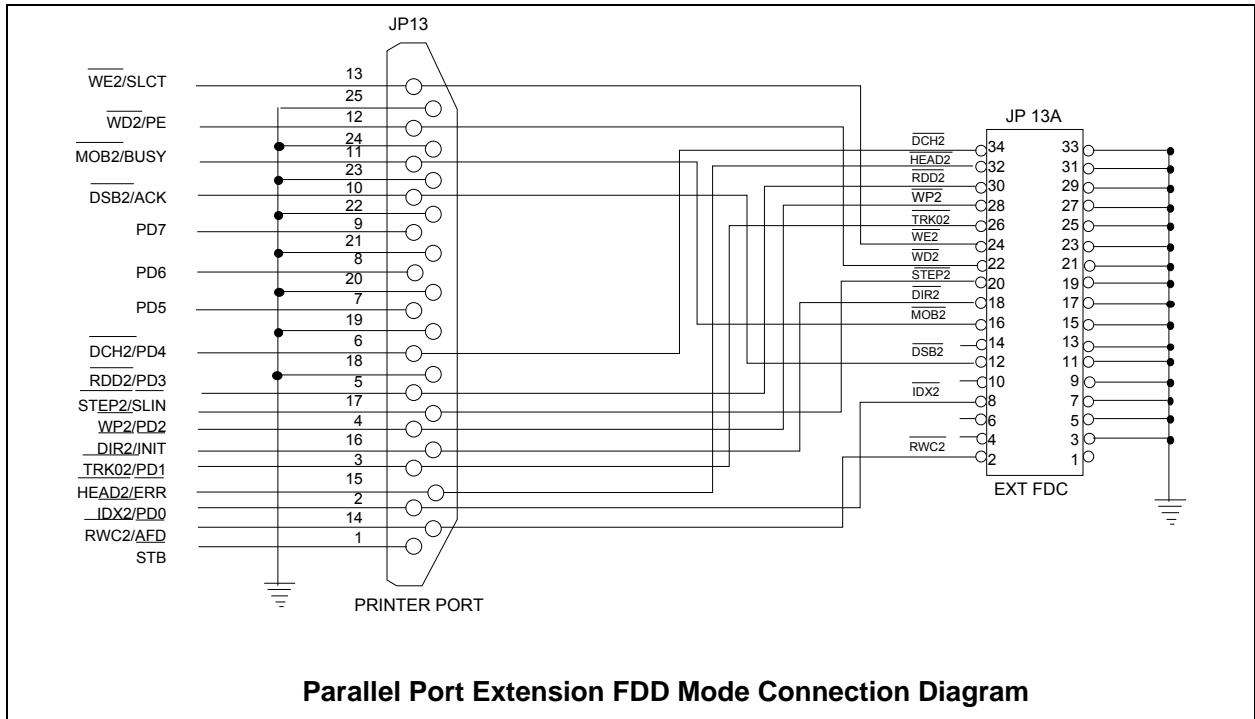 JP13
WE2/SLCT
WD2/PE
MOB2/BUSY
DSB2/ACK
PD7
PD6
PD5
DCH2/PD4
RDD2/PD3
STEP2/SLIN
WP2/PD2
DIR2/INIT
TRK02/PD1
HEAD2/ERR
IDX2/PD0
RWC2/AFD
STB
13
25
12
24
11
23
10
22
9
21
8
20
7
19
6
18
5
17
4
16
3
15
2
14
1
PRINTER PORT
JP 13A
DCH2
HEAD2
RDD2
WP2
TRK02
WE2
WD2
STEP2
DIR2
MOB2
DSB2
IDX2
RWC2
34 33
32 31
30 29
28 27
26 25
24 23
22 21
20 19
18 17
16 15
14 13
12 11
10 9
8 7
6 5
4 3
2 1
EXT FDC
Parallel Port Extension FDD Mode Connection Diagram